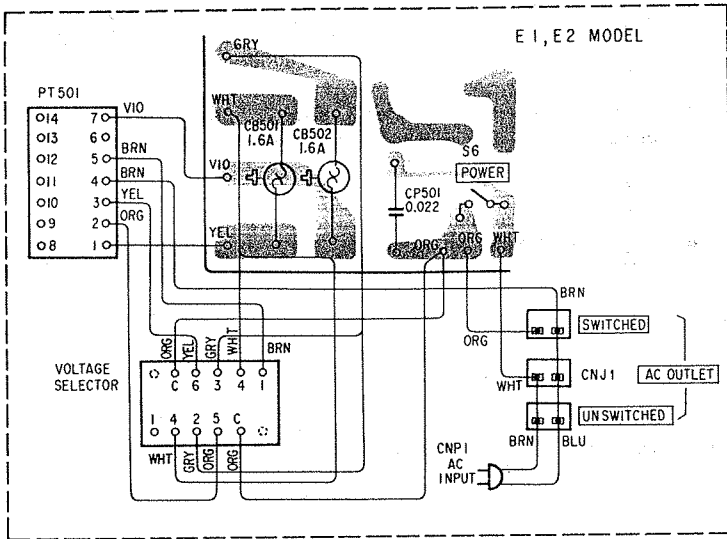 E1, E2 MODEL
GRY
PT501
WHT
CB501
1.6A
CB502
1.6A
VIO
14 7
13 6
12 5
11 4
10 3
9 2
8 1
BRN
BRN
YEL
ORG
VIO
YEL
S6
POWER
CP501
0.022
ORG
ORG
WHT
BRN
ORG
SWITCHED
WHT
CNJ1
AC OUTLET
UNSWITCHED
BRN
BLU
CNP1
AC
INPUT
VOLTAGE
SELECTOR
ORG
YEL
GRY
WHT
BRN
C 6 3 4 1
1 4 2 5 C
WHT
GRY
ORG
ORG